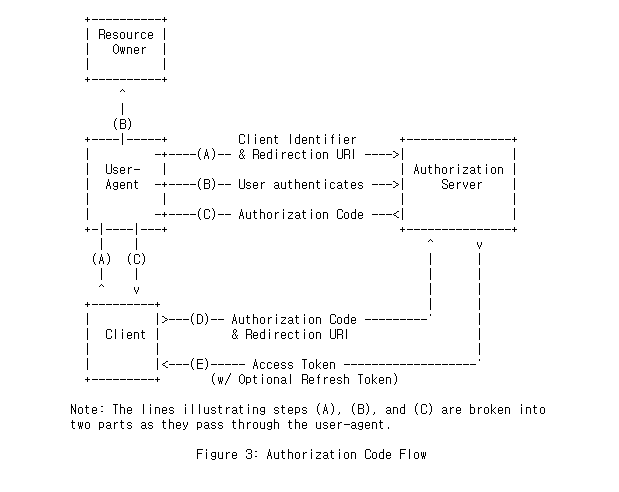 +----------+
| Resource |
|   Owner  |
|          |
+----------+
     ^
     |
    (B)
+----|-----+          Client Identifier      +---------------+
|         -+----(A)-- & Redirection URI ---->|               |
|  User-   |                                 | Authorization |
|  Agent  -+----(B)-- User authenticates --->|     Server    |
|          |                                 |               |
|         -+----(C)-- Authorization Code ---<|               |
+-|----|---+                                 +---------------+
  |    |                                         ^      v
 (A)  (C)                                        |      |
  |    |                                         |      |
  ^    v                                         |      |
+---------+                                      |      |
|         |>---(D)-- Authorization Code ---------'      |
|  Client |          & Redirection URI                  |
|         |                                             |
|         |<---(E)----- Access Token -------------------'
+---------+       (w/ Optional Refresh Token)
Note: The lines illustrating steps (A), (B), and (C) are broken into
two parts as they pass through the user-agent.
Figure 3: Authorization Code Flow